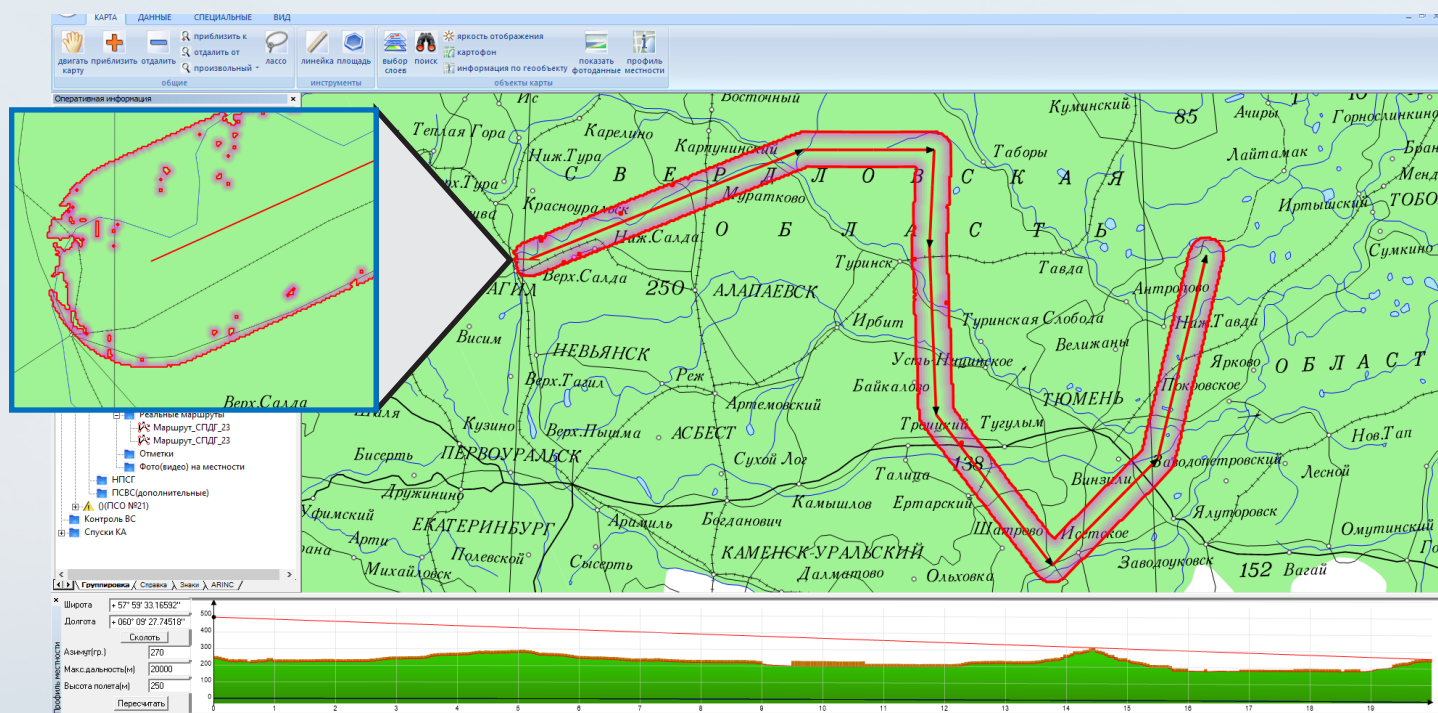 КАРТА ДАННЫЕ СПЕЦИАЛЬНЫЕ ВИД
двигать карту
приблизить
отдалить
приблизить к
отдалить от
произвольный
лассо
общие
линейка
площадь
инструменты
выбор слоев
поиск
яркость отображения
картофон
информация по геообъекту
показать фотоданные
профиль местности
объекты карты
Оперативная информация
Верх.Салда
Реальные маршруты
Маршрут_СПДГ_23
Маршрут_СПДГ_23
Отметки
Фото(видео) на местности
НПСГ
ПСВС(дополнительные)
()(ПСО №21)
Контроль ВС
Спуски КА
Группировка Справка Знаки ARINC
Ис
Восточный
Куминский
85
Ачиры
Горнослинкино
Теплая Гора
Карелино
Карпунинский
Таборы
Лайтамак
Ниж.Тура
СВЕРДЛОВСКАЯ
Муратково
Иртышский
ТОБО
Красноуральск
Ниж.Салда
ОБЛАСТЬ
Сумкино
Верх.Салда
Туринск
Тавда
АГИЛ
250
АЛАПАЕВСК
Антропово
Висим
Ирбит
Туринская Слобода
Ниж.Тавда
НЕВЬЯНСК
Усть-Ницинское
Велижаны
Ярково
ОБЛАСТ
Верх.Тагил
Реж
Байкалово
Покровское
Артемовский
ТЮМЕНЬ
Кузино
Верх.Пышма
АСБЕСТ
Троицкий
Тугулым
Нов.Тап
Бисерть
ПЕРВОУРАЛЬСК
Сухой Лог
138
Талица
Винзили
Лесной
Дружинино
Камышлов
Ертарский
Ялуторовск
Арамиль
Богданович
Арти
ЕКАТЕРИНБУРГ
Шатрово
Исетское
Омутинский
Полевской
Сысерть
КАМЕНСК-УРАЛЬСКИЙ
Заводоуковск
152
Вагай
Михайловск
Далматово
Ольховка
Профиль местности
Широта + 57° 59' 33.16592"
Долгота + 060° 09' 27.74518"
Сколоть
Азимут(гр.) 270
Макс.дальность(м) 20000
Высота полета(м) 250
Пересчитать
500
400
300
200
100
0
0 1 2 3 4 5 6 7 8 9 10 11 12 13 14 15 16 17 18 19